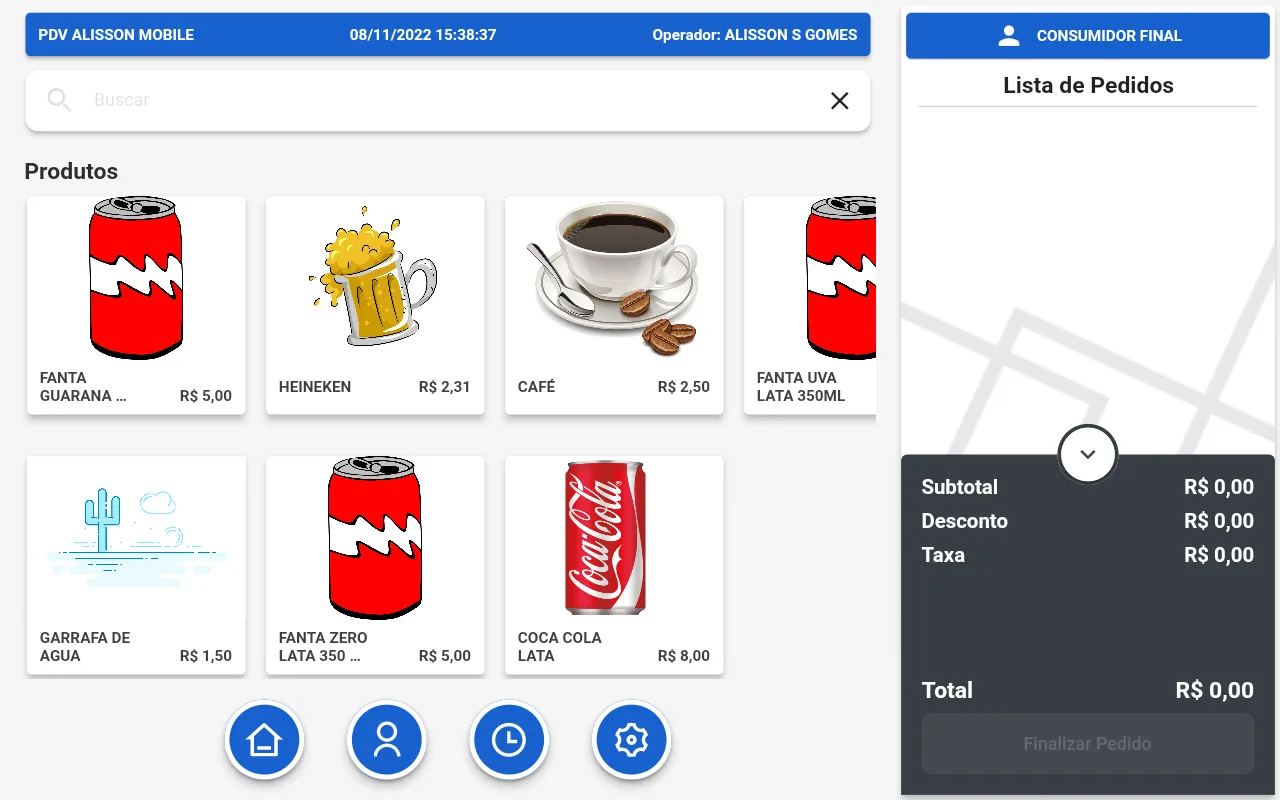 PDV ALISSON MOBILE
08/11/2022 15:38:37
Operador: ALISSON S GOMES
Buscar
Produtos
FANTA
GUARANA ...
R$ 5,00
HEINEKEN
R$ 2,31
CAFÉ
R$ 2,50
FANTA UVA
LATA 350ML
GARRAFA DE
AGUA
R$ 1,50
FANTA ZERO
LATA 350 ...
R$ 5,00
Coca-Cola
COCA COLA
LATA
R$ 8,00
CONSUMIDOR FINAL
Lista de Pedidos
Subtotal R$ 0,00
Desconto R$ 0,00
Taxa R$ 0,00
Total R$ 0,00
Finalizar Pedido